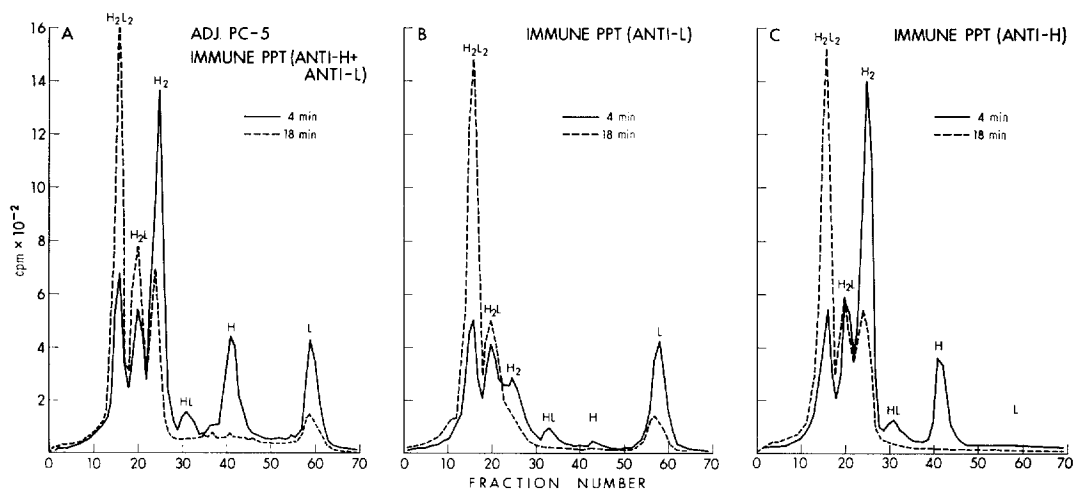 A
ADJ. PC-5
IMMUNE PPT (ANTI-H+
ANTI-L)
4 min
18 min
H2L2
H2L
H2
HL
H
L
cpm × 10-2
16
14
12
10
8
6
4
2
0 10 20 30 40 50 60 70
B
IMMUNE PPT (ANTI-L)
4 min
18 min
H2L2
H2L
H2
HL
H
L
0 10 20 30 40 50 60 70
C
IMMUNE PPT (ANTI-H)
4 min
18 min
H2L2
H2
H2L
HL
H
L
0 10 20 30 40 50 60 70
FRACTION NUMBER